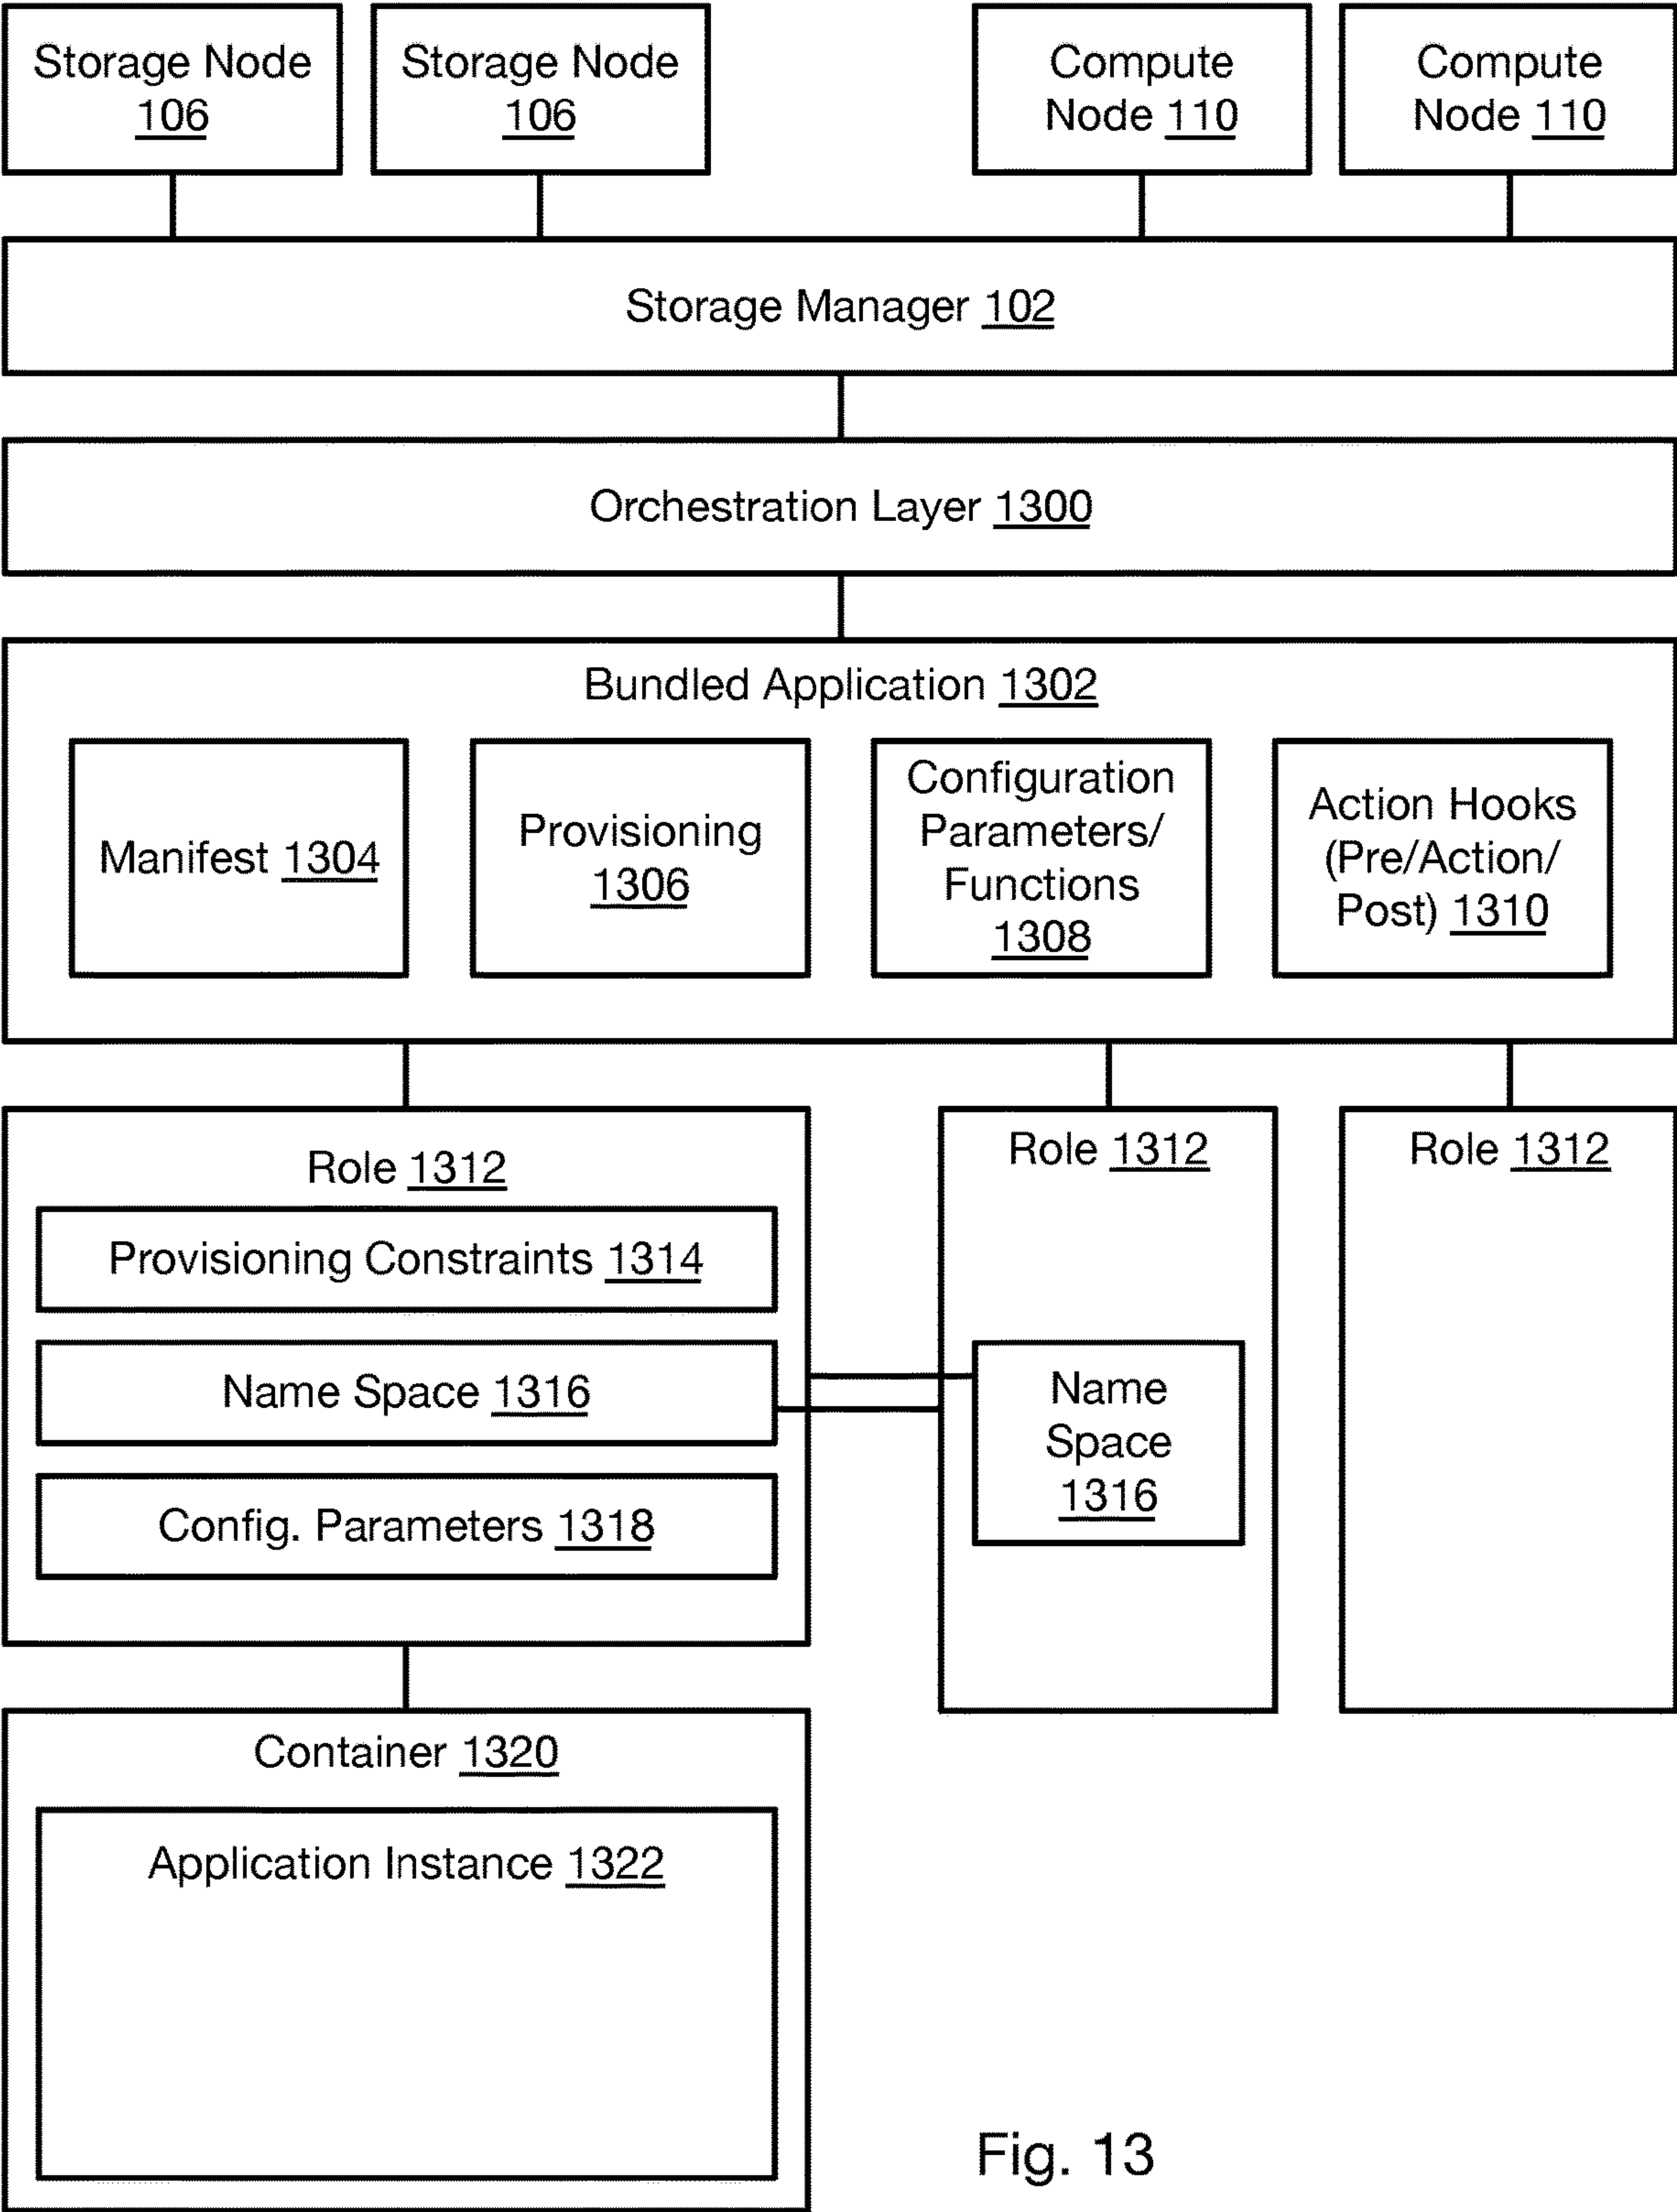 Storage Node
106
Storage Node
106
Compute
Node 110
Compute
Node 110
Storage Manager 102
Orchestration Layer 1300
Bundled Application 1302
Manifest 1304
Provisioning
1306
Configuration
Parameters/
Functions
1308
Action Hooks
(Pre/Action/
Post) 1310
Role 1312
Provisioning Constraints 1314
Name Space 1316
Config. Parameters 1318
Role 1312
Name
Space
1316
Role 1312
Container 1320
Application Instance 1322
Fig. 13